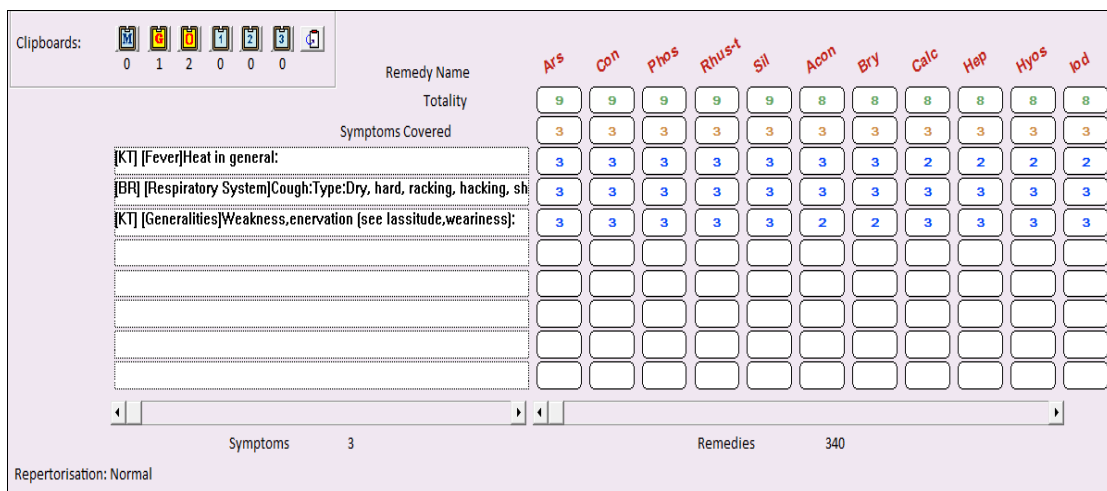 Clipboards: M G O 1 2 3
0 1 2 0 0 0
Remedy Name Ars Con Phos Rhus-t Sil Acon Bry Calc Hep Hyos Iod
Totality 9 9 9 9 9 8 8 8 8 8 8
Symptoms Covered 3 3 3 3 3 3 3 3 3 3 3
[KT] [Fever]Heat in general: 3 3 3 3 3 3 3 2 2 2 2
[BR] [Respiratory System]Cough:Type:Dry, hard, racking, hacking, sh 3 3 3 3 3 3 3 3 3 3 3
[KT] [Generalities]Weakness,enervation (see lassitude,weariness): 3 3 3 3 3 2 2 3 3 3 3
Symptoms 3 Remedies 340
Repertorisation: Normal